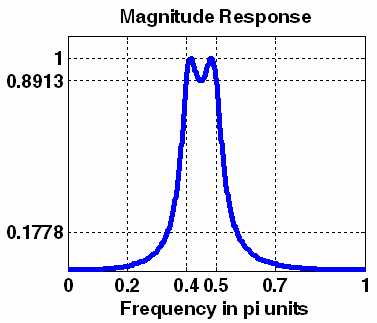 Magnitude Response
1
0.8913
0.1778
0 0.2 0.4 0.5 0.7 1
Frequency in pi units